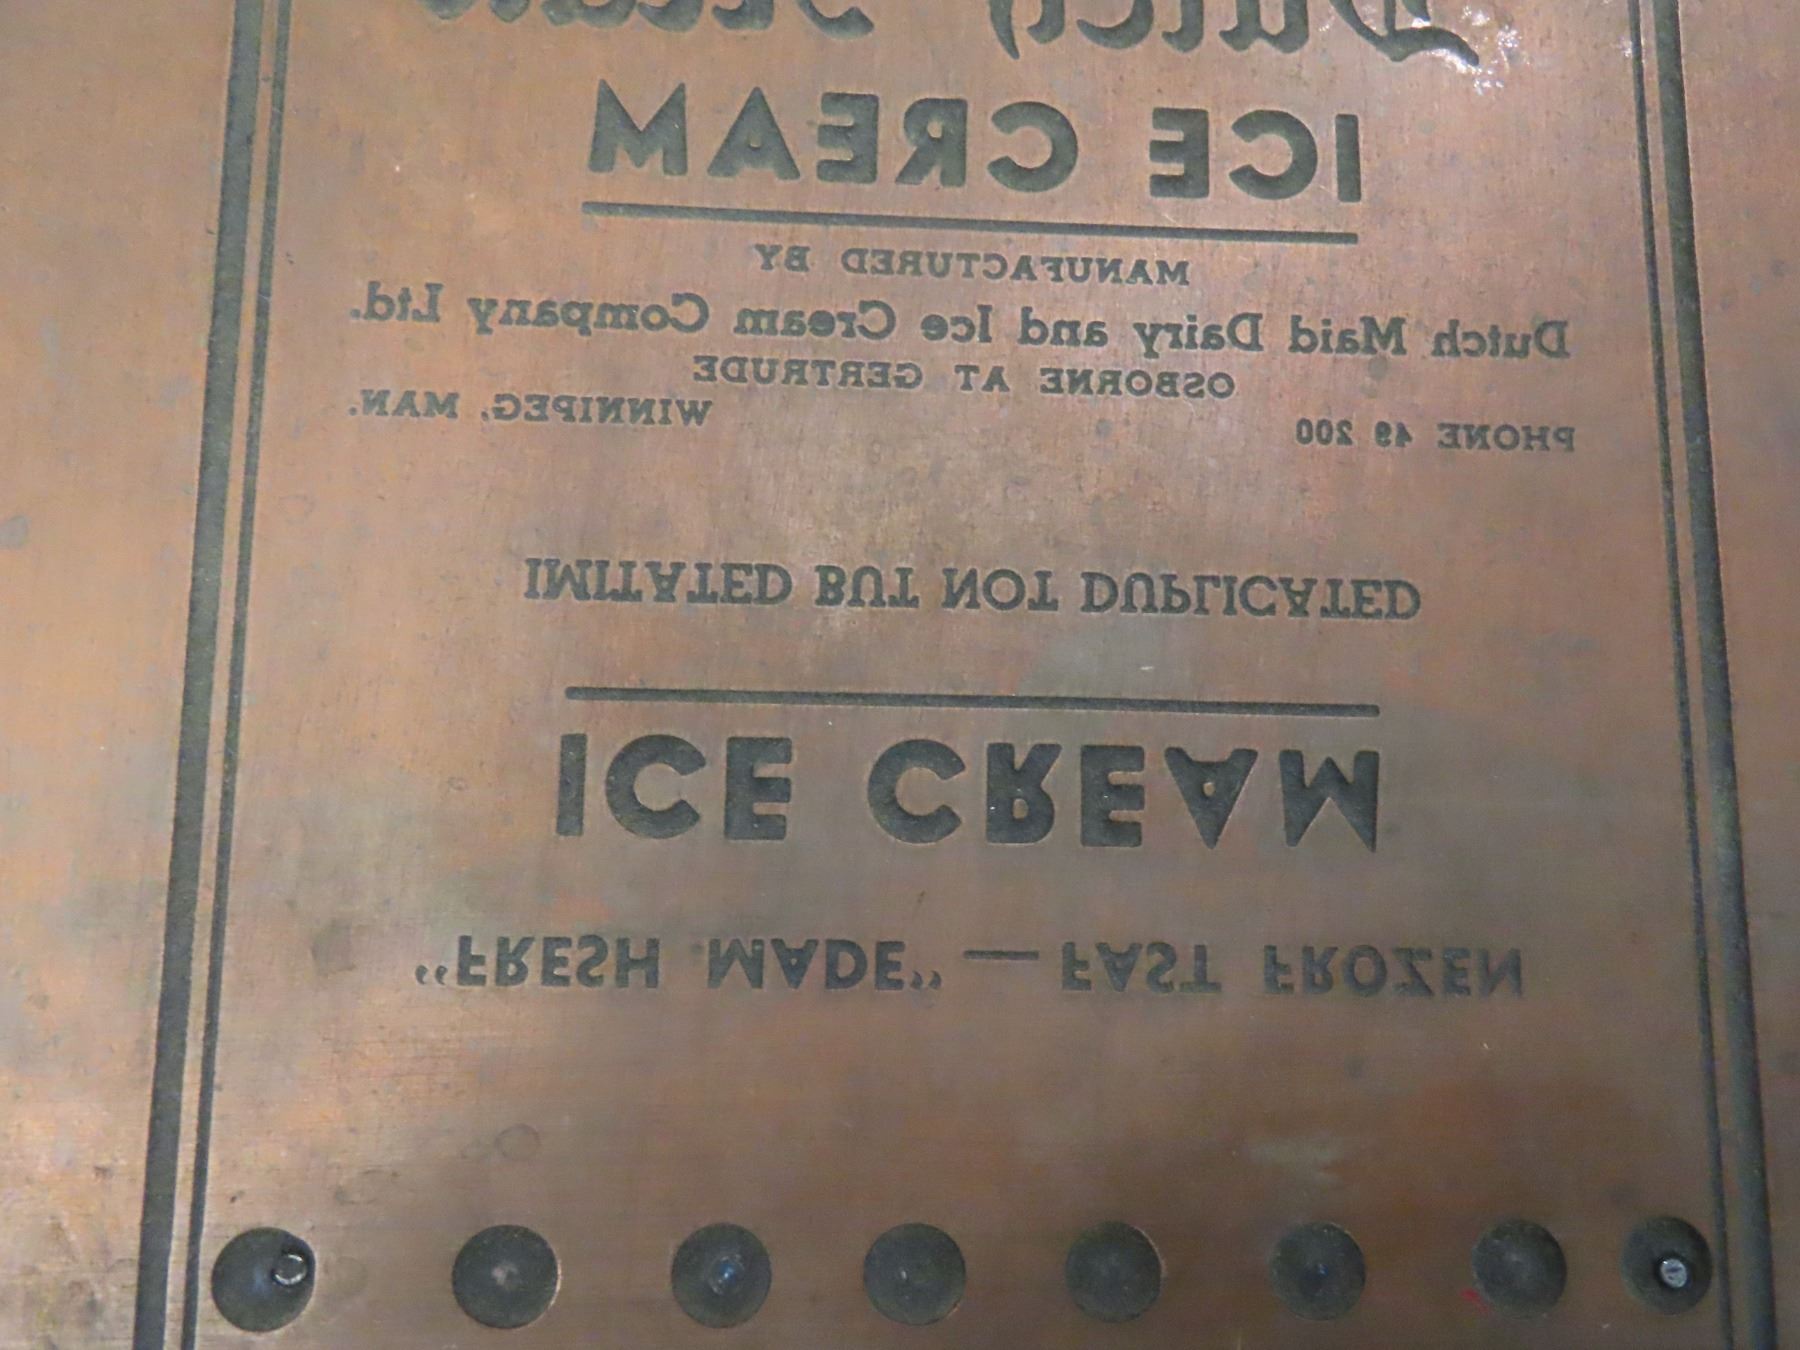 Dutch
ICE CREAM
MANUFACTURED BY
Dutch Maid Dairy and Ice Cream Company Ltd.
OSBORNE AT GERTRUDE
PHONE 49 200 WINNIPEG, MAN.
IMITATED BUT NOT DUPLICATED
ICE CREAM
"FRESH MADE" — FAST FROZEN